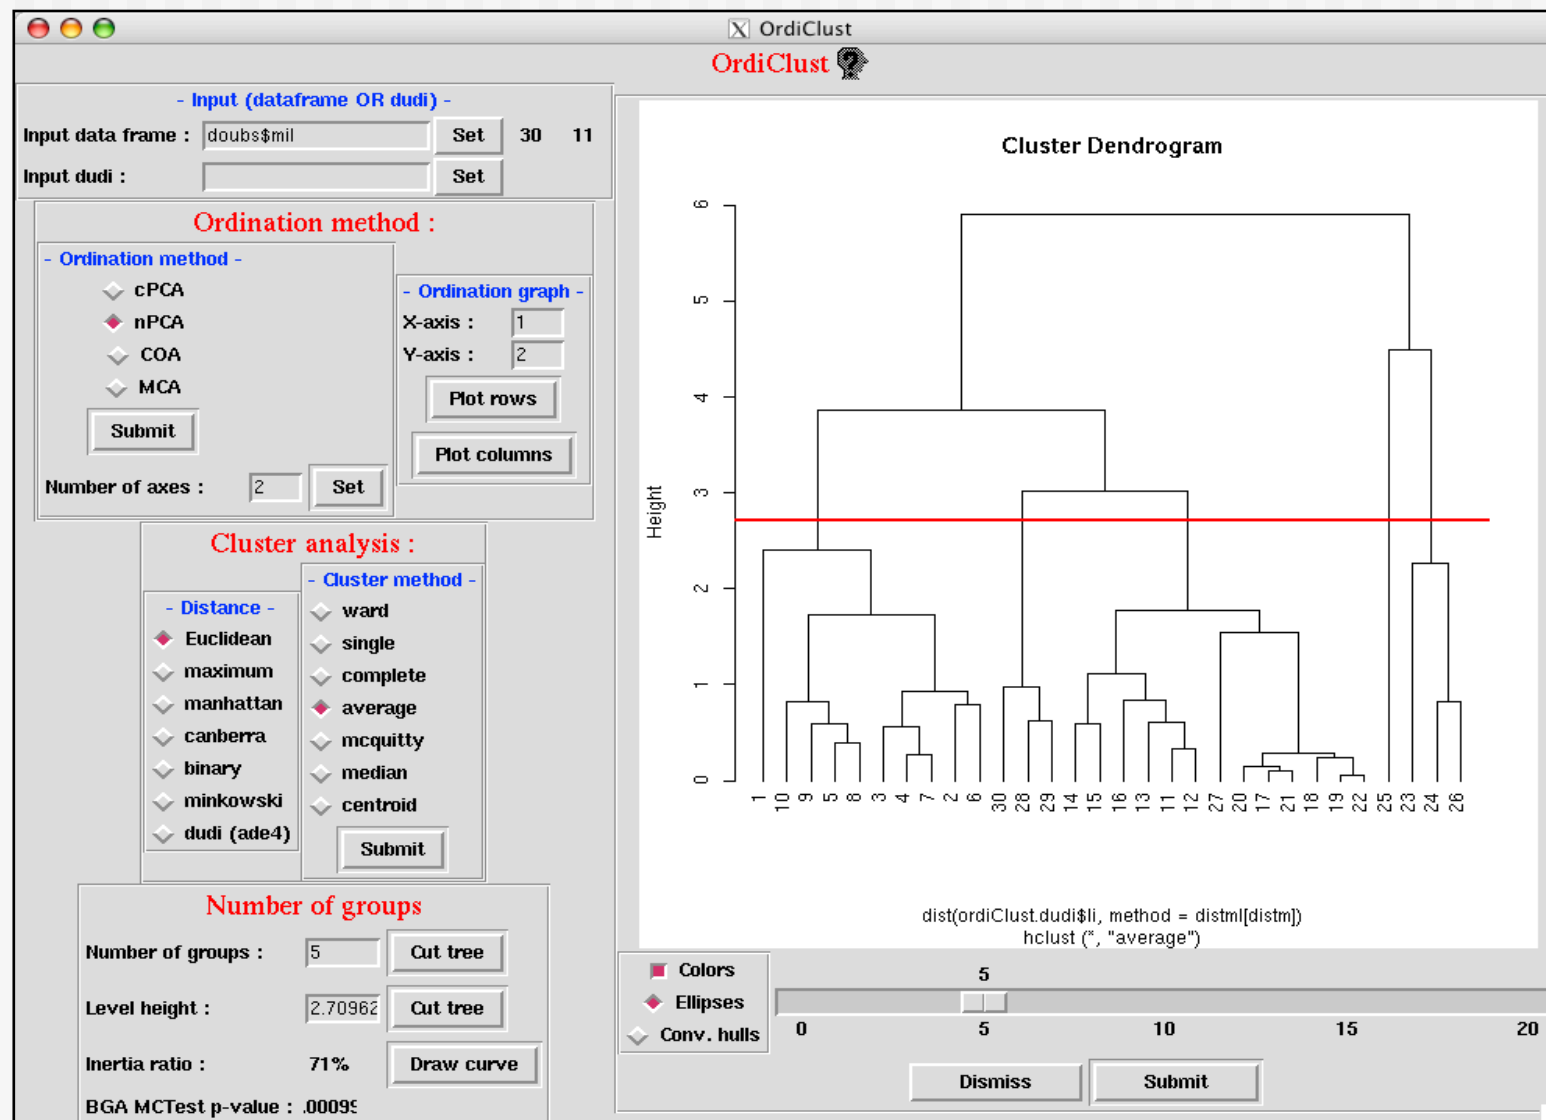 OrdiClust
OrdiClust
- Input (dataframe OR dudi) -
Input data frame : doubs$mil Set 30 11
Input dudi : Set
Ordination method :
- Ordination method -
cPCA
nPCA
COA
MCA
Submit
Number of axes : 2 Set
- Ordination graph -
X-axis : 1
Y-axis : 2
Plot rows
Plot columns
Cluster analysis :
- Distance -
Euclidean
maximum
manhattan
canberra
binary
minkowski
dudi (ade4)
- Cluster method -
ward
single
complete
average
mcquitty
median
centroid
Submit
Number of groups
Number of groups : 5 Cut tree
Level height : 2.70962 Cut tree
Inertia ratio : 71% Draw curve
BGA MCTest p-value : .00099
Cluster Dendrogram
Height
6
5
4
3
2
1
0
1 10 9 5 8 3 4 7 2 6 30 28 29 14 15 16 13 11 12 27 20 17 21 18 19 22 25 23 24 26
dist(ordiClust.dudi$li, method = distml[distm])
hclust (*, "average")
Colors
Ellipses
Conv. hulls
5
0 5 10 15 20
Dismiss Submit